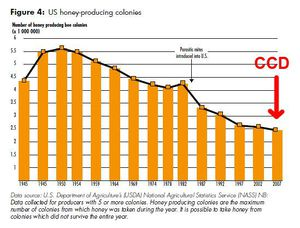 Figure 4: US honey-producing colonies
Number of honey producing bee colonies
(x 1 000 000)
6
5.5
5
4.5
4
3.5
3
2.5
2
1.5
Parasitic mites
introduced into U.S.
CCD
1945 1945 1950 1954 1959 1964 1969 1974 1978 1982 1987 1992 1997 2002 2007
Data source: U.S. Department of Agriculture's (USDA) National Agricultural Statistics Service (NASS) NB:
Data collected for producers with 5 or more colonies. Honey producing colonies are the maximum
number of colonies from which honey was taken during the year. It is possible to take honey from
colonies which did not survive the entire year.